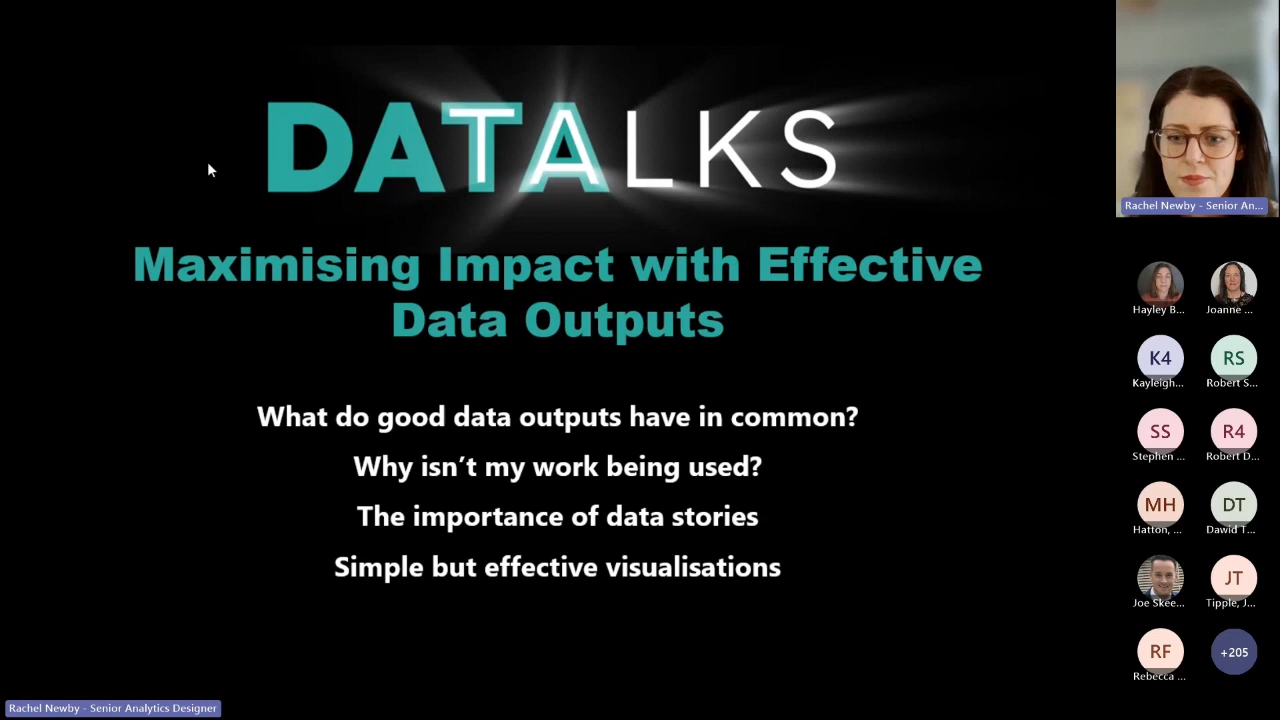 DATALKS
Maximising Impact with Effective
Data Outputs
What do good data outputs have in common?
Why isn't my work being used?
The importance of data stories
Simple but effective visualisations
Rachel Newby - Senior Analytics Designer
Rachel Newby - Senior An...
Hayley B...
Joanne ...
K4
Kayleigh...
RS
Robert S...
SS
Stephen ...
R4
Robert D...
MH
Hatton, ...
DT
Dawid T...
Joe Skee...
JT
Tipple, J...
RF
Rebecca ...
+205